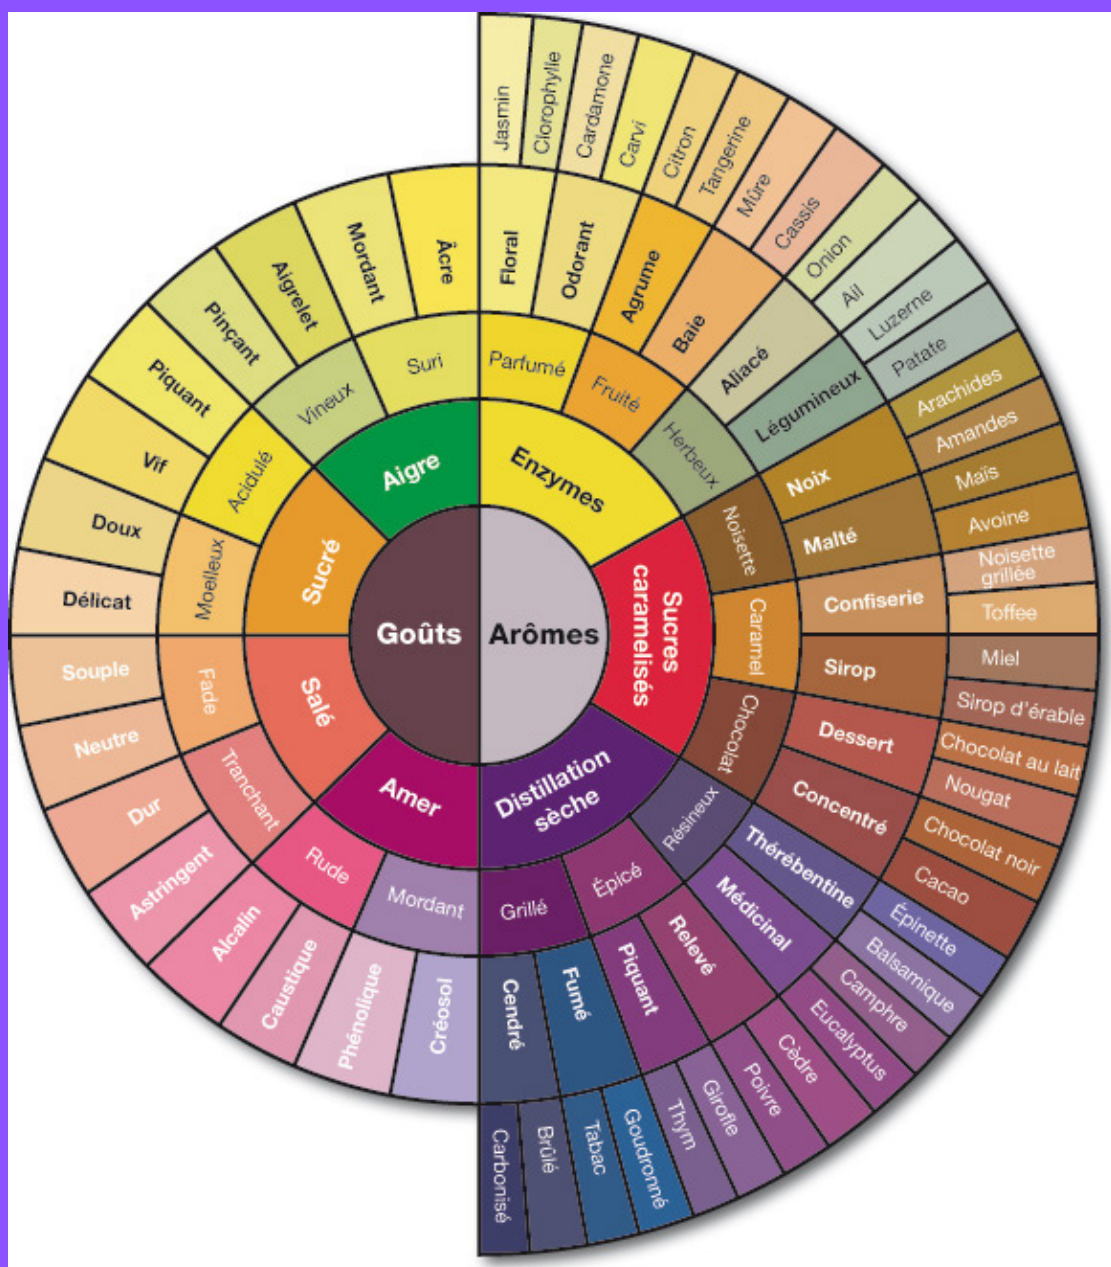 Goûts
Arômes
Aigre
Sucré
Salé
Amer
Suri
Vineux
Acidulé
Moelleux
Fade
Tranchant
Rude
Mordant
Âcre
Mordant
Aigrelet
Pinçant
Piquant
Vif
Doux
Délicat
Souple
Neutre
Dur
Astringent
Alcalin
Caustique
Phénolique
Créosol
Enzymes
Sucres
caramelisés
Distillation
sèche
Parfumé
Fruité
Herbeux
Noisette
Caramel
Chocolat
Résineux
Épicé
Grillé
Floral
Odorant
Agrume
Baie
Aliacé
Légumineux
Noix
Malté
Confiserie
Sirop
Dessert
Concentré
Thérébentine
Médicinal
Relevé
Piquant
Fumé
Cendré
Jasmin
Clorophylle
Cardamone
Carvi
Citron
Tangerine
Mûre
Cassis
Onion
Ail
Luzerne
Patate
Arachides
Amandes
Maïs
Avoine
Noisette
grillée
Toffee
Miel
Sirop d'érable
Chocolat au lait
Nougat
Chocolat noir
Cacao
Épinette
Balsamique
Camphre
Eucalyptus
Cèdre
Poivre
Girofle
Thym
Goudronné
Tabac
Brûlé
Carbonisé